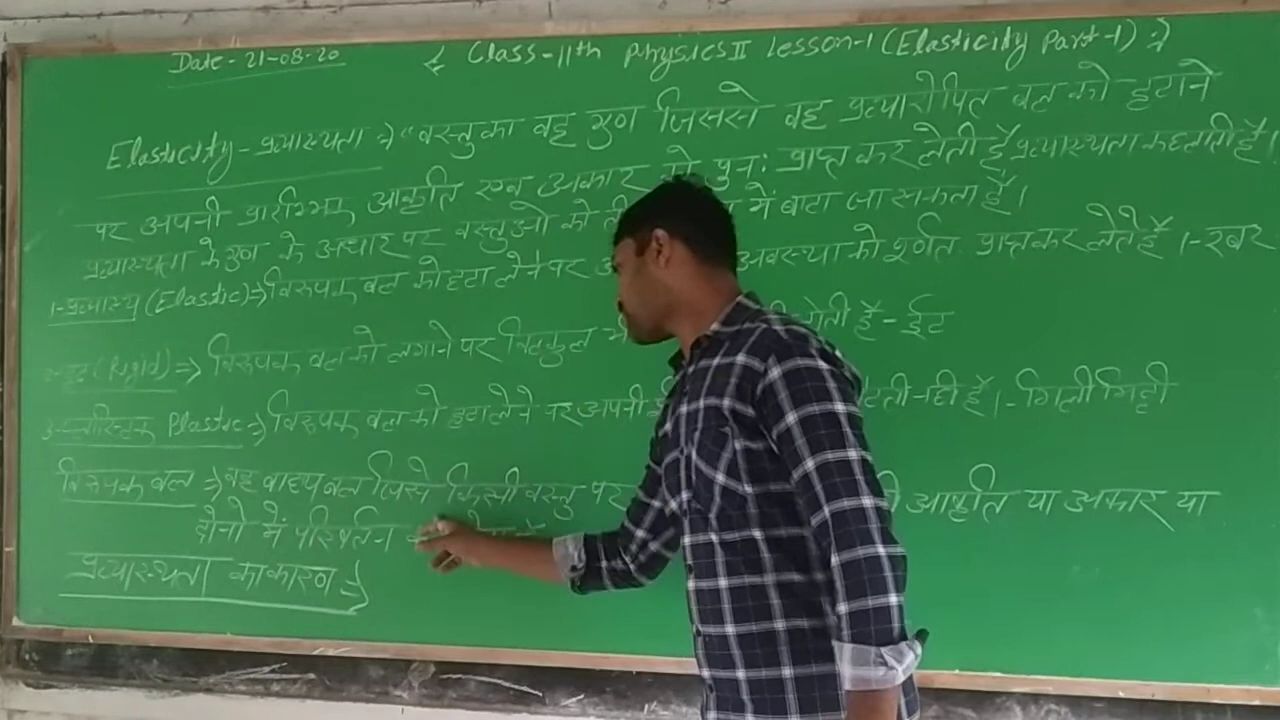 Date - 21-08-20
Class-11th Physics II Lesson-1 (Elasticity Part-1)
Elasticity - प्रत्यास्थता → "वस्तु का वह गुण जिससे वह प्रत्यारोपित बल को हटाने
पर अपनी प्रारम्भिक आकृति एवं आकार को पुनः प्राप्त कर लेती है प्रत्यास्थता कहलाती है।
प्रत्यास्थता के गुण के आधार पर वस्तुओ को में बाटा जा सकता है।
1- प्रत्यास्थ (Elastic) → विरूपक बल को हटा लेने पर अवस्था को पूर्णत प्राप्त कर लेते है ।- रबर
(Rigid) => विरूपक बल को लगाने पर बिल्कुल होती है - ईट
3- प्लास्टिक Plastic => विरूपक बल को हटा लेने पर अपनी नही है ।- गिली मिट्टी
विरूपक बल => वह वाह्य बल जिसे किसी वस्तु पर आकृति या अकार या
दोनो में परिवर्तन
प्रत्यास्थता का कारण =>